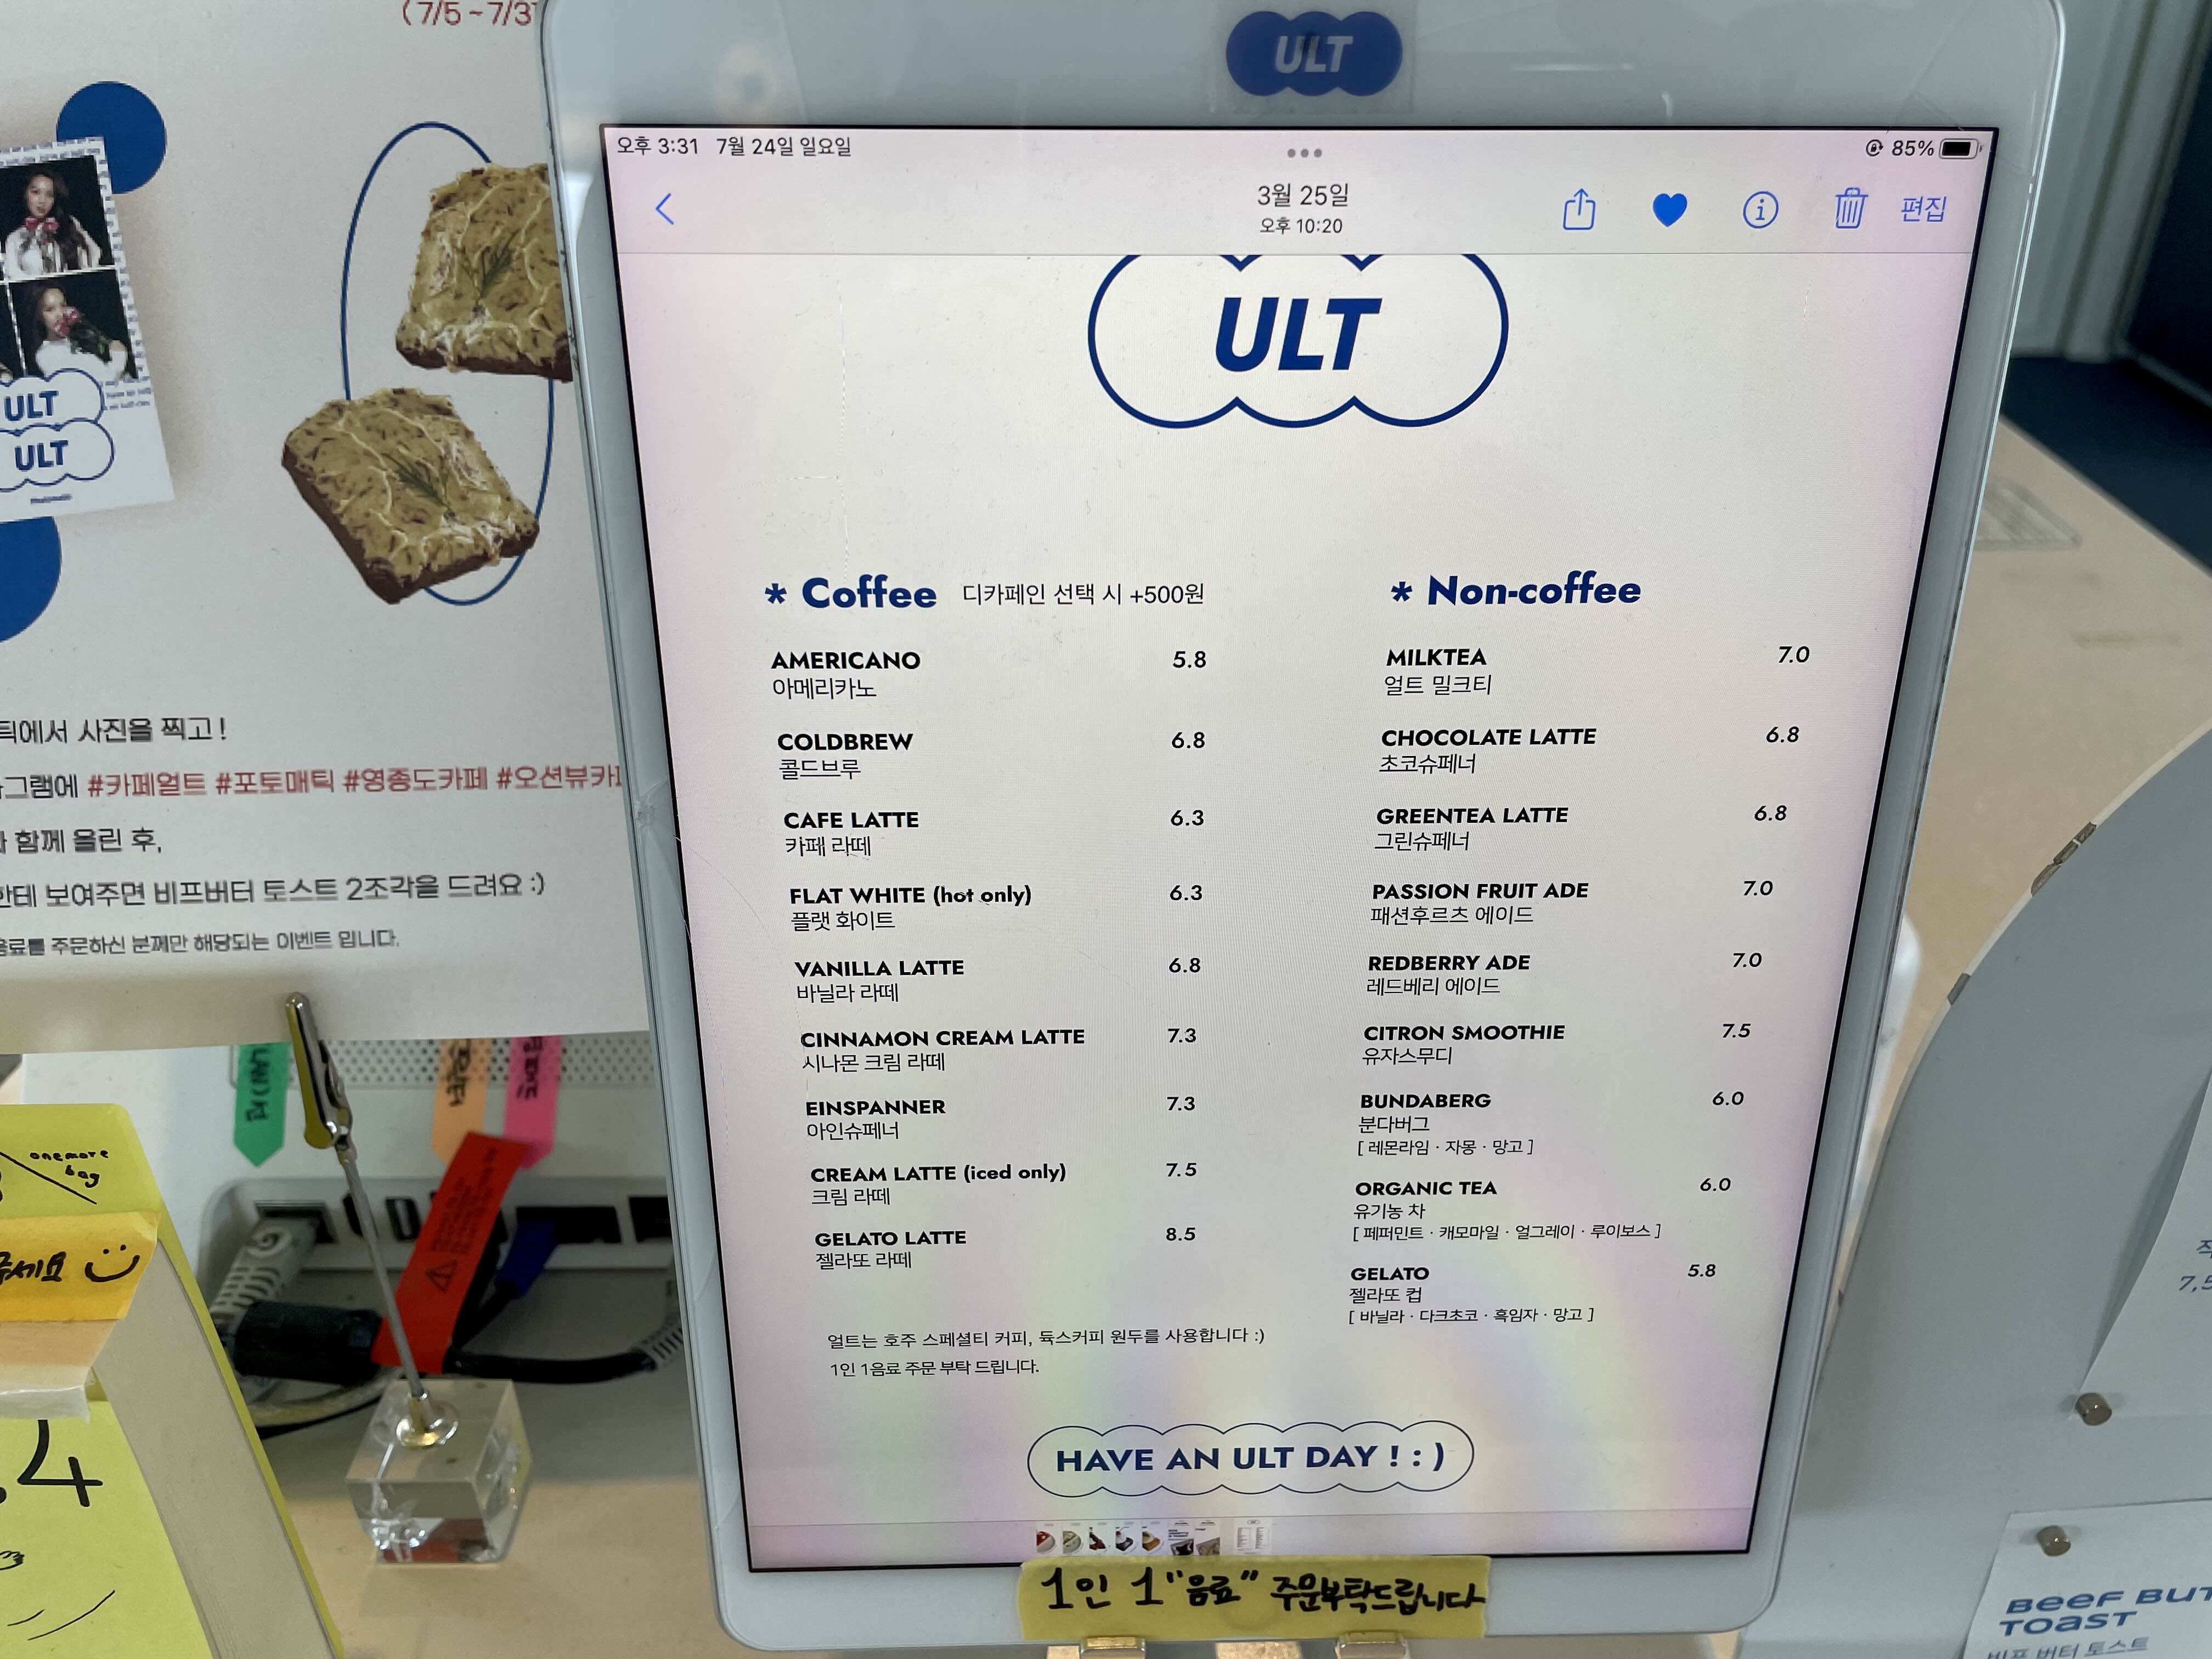 (7/5 ~ 7/3
ULT
ULT
사진을 찍고!
#카페얼트 #포토매틱 #영종도카페 #오션뷰카
함께 올린 후,
보여주면 비프버터 토스트 2조각을 드려요 :)
주문하신 분께만 해당되는 이벤트 입니다.
one more
bag
주세요
.4
ULT
오후 3:31 7월 24일 일요일
85%
3월 25일
오후 10:20
편집
ULT
* Coffee 디카페인 선택 시 +500원
AMERICANO 5.8
아메리카노
COLDBREW 6.8
콜드브루
CAFE LATTE 6.3
카페 라떼
FLAT WHITE (hot only) 6.3
플랫 화이트
VANILLA LATTE 6.8
바닐라 라떼
CINNAMON CREAM LATTE 7.3
시나몬 크림 라떼
EINSPANNER 7.3
아인슈페너
CREAM LATTE (iced only) 7.5
크림 라떼
GELATO LATTE 8.5
젤라또 라떼
얼트는 호주 스페셜티 커피, 듁스커피 원두를 사용합니다 :)
1인 1음료 주문 부탁 드립니다.
* Non-coffee
MILKTEA 7.0
얼트 밀크티
CHOCOLATE LATTE 6.8
초코슈페너
GREENTEA LATTE 6.8
그린슈페너
PASSION FRUIT ADE 7.0
패션후르츠 에이드
REDBERRY ADE 7.0
레드베리 에이드
CITRON SMOOTHIE 7.5
유자스무디
BUNDABERG 6.0
분다버그
[ 레몬라임 · 자몽 · 망고 ]
ORGANIC TEA 6.0
유기농 차
[ 페퍼민트 · 캐모마일 · 얼그레이 · 루이보스 ]
GELATO 5.8
젤라또 컵
[ 바닐라 · 다크초코 · 흑임자 · 망고 ]
HAVE AN ULT DAY ! : )
1인 1"음료" 주문부탁드립니다
7,5
BEEF BUT
TOAST
비프 버터 토스트